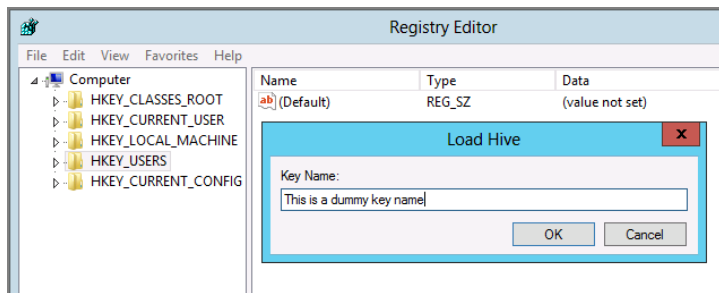 Registry Editor
File Edit View Favorites Help
Computer
HKEY_CLASSES_ROOT
HKEY_CURRENT_USER
HKEY_LOCAL_MACHINE
HKEY_USERS
HKEY_CURRENT_CONFIG
Name Type Data
ab (Default) REG_SZ (value not set)
Load Hive
x
Key Name:
This is a dummy key name
OK Cancel